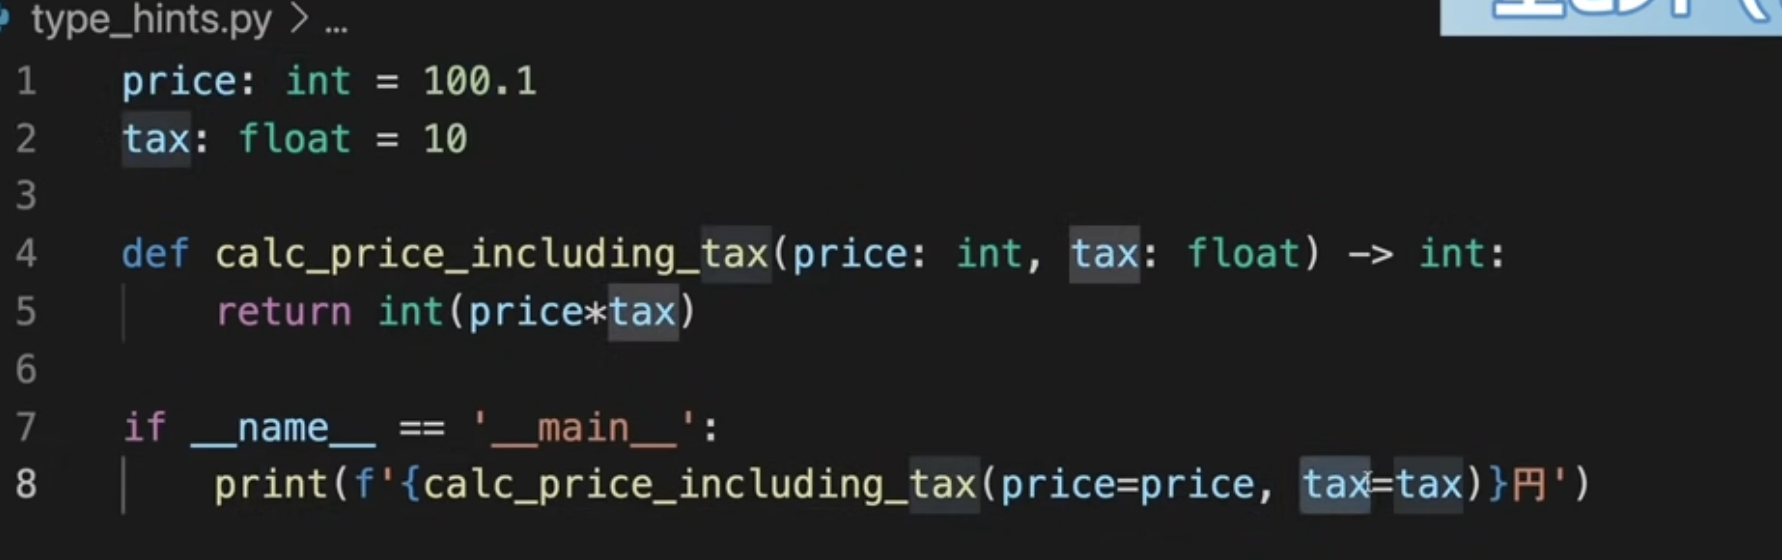 type_hints.py > ...
1 price: int = 100.1
2 tax: float = 10
3
4 def calc_price_including_tax(price: int, tax: float) -> int:
5     return int(price*tax)
6
7 if __name__ == '__main__':
8     print(f'{calc_price_including_tax(price=price, tax=tax)}円')